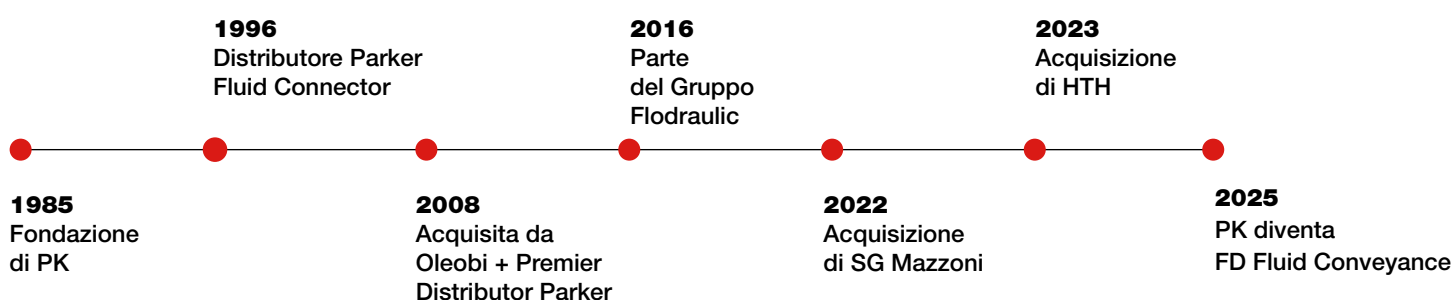 1996
Distributore Parker
Fluid Connector
2016
Parte
del Gruppo
Flodraulic
2023
Acquisizione
di HTH
1985
Fondazione
di PK
2008
Acquisita da
Oleobi + Premier
Distributor Parker
2022
Acquisizione
di SG Mazzoni
2025
PK diventa
FD Fluid Conveyance